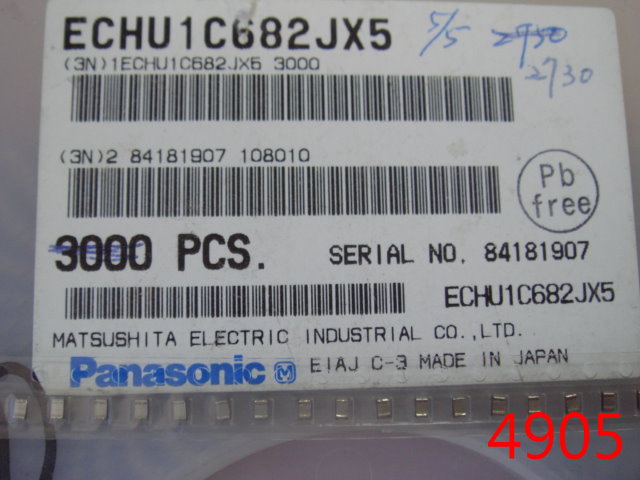 ECHU1C682JX5 5/5 2950
(3N)1ECHU1C682JX5 3000 2730
(3N)2 84181907 108010
Pb
free
3000 PCS. SERIAL NO. 84181907
ECHU1C682JX5
MATSUSHITA ELECTRIC INDUSTRIAL CO.,LTD.
Panasonic M EIAJ C-3 MADE IN JAPAN
4905